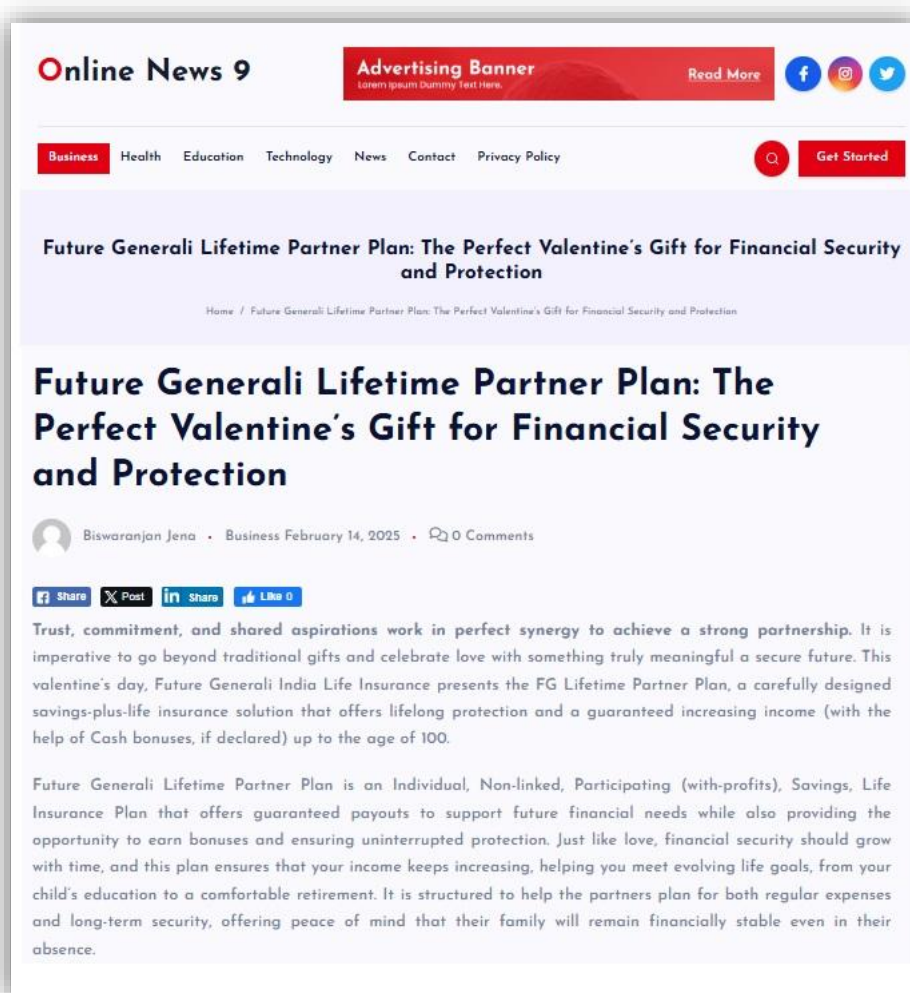 Online News 9
Advertising Banner
Lorem Ipsum Dummy Text Here.
Read More
Business Health Education Technology News Contact Privacy Policy
Get Started
Future Generali Lifetime Partner Plan: The Perfect Valentine's Gift for Financial Security
and Protection
Home / Future Generali Lifetime Partner Plan: The Perfect Valentine's Gift for Financial Security and Protection
Future Generali Lifetime Partner Plan: The
Perfect Valentine's Gift for Financial Security
and Protection
Biswaranjan Jena • Business February 14, 2025 • 0 Comments
Share Post Share Like 0
Trust, commitment, and shared aspirations work in perfect synergy to achieve a strong partnership. It is
imperative to go beyond traditional gifts and celebrate love with something truly meaningful a secure future. This
valentine's day, Future Generali India Life Insurance presents the FG Lifetime Partner Plan, a carefully designed
savings-plus-life insurance solution that offers lifelong protection and a guaranteed increasing income (with the
help of Cash bonuses, if declared) up to the age of 100.
Future Generali Lifetime Partner Plan is an Individual, Non-linked, Participating (with-profits), Savings, Life
Insurance Plan that offers guaranteed payouts to support future financial needs while also providing the
opportunity to earn bonuses and ensuring uninterrupted protection. Just like love, financial security should grow
with time, and this plan ensures that your income keeps increasing, helping you meet evolving life goals, from your
child's education to a comfortable retirement. It is structured to help the partners plan for both regular expenses
and long-term security, offering peace of mind that their family will remain financially stable even in their
absence.